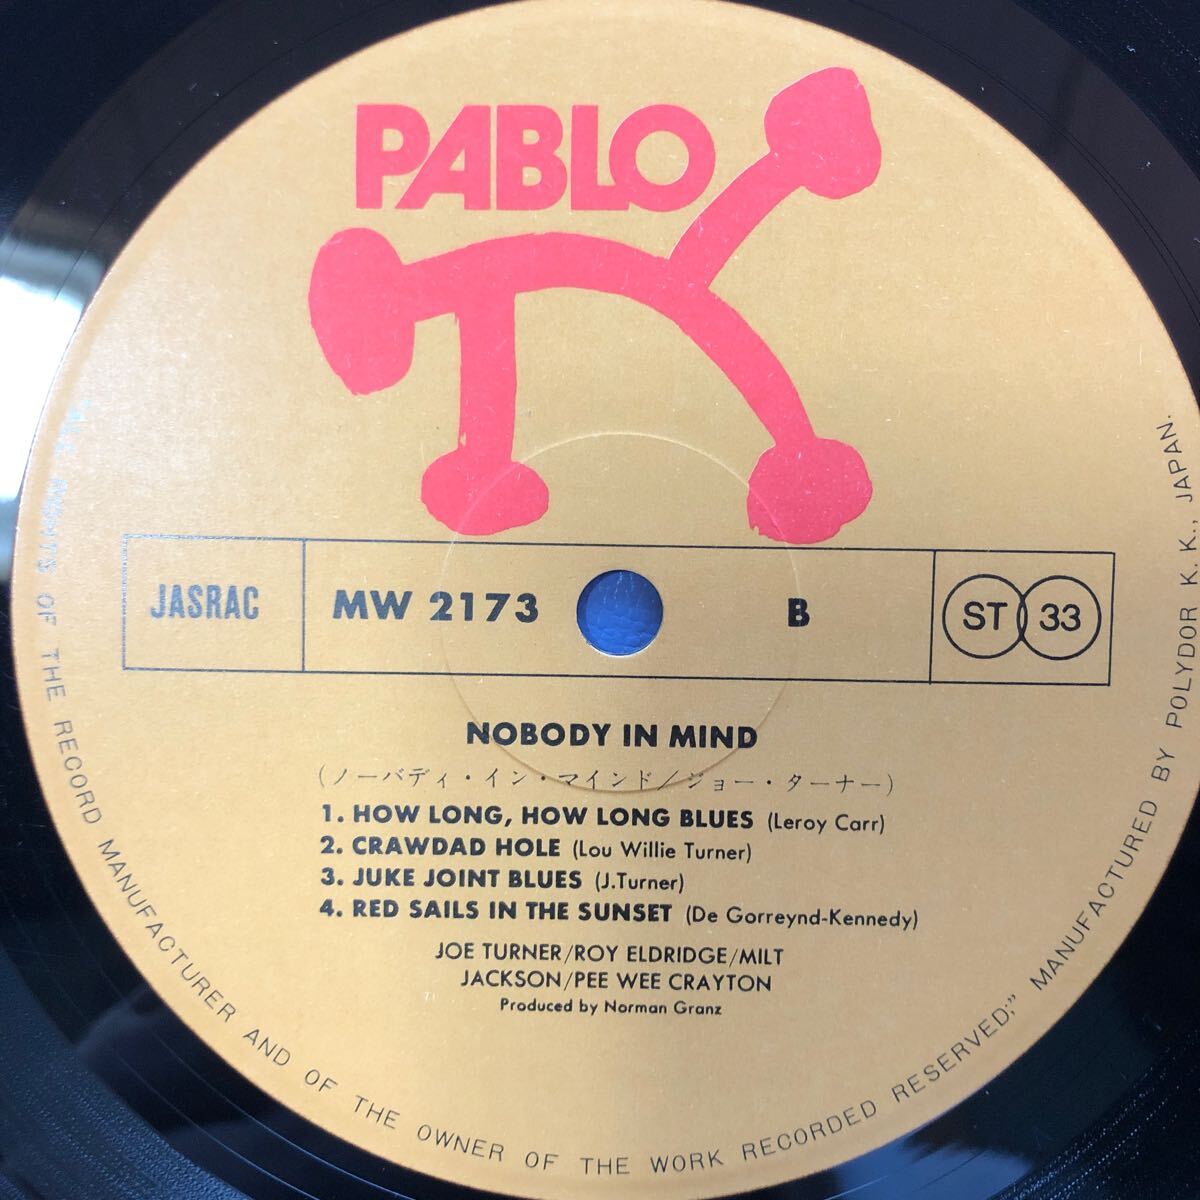 PABLO
JASRAC MW 2173 B ST 33
NOBODY IN MIND
(ノーバディ・イン・マインド/ジョー・ターナー)
1. HOW LONG, HOW LONG BLUES (Leroy Carr)
2. CRAWDAD HOLE (Lou Willie Turner)
3. JUKE JOINT BLUES (J.Turner)
4. RED SAILS IN THE SUNSET (De Gorreynd-Kennedy)
JOE TURNER/ROY ELDRIDGE/MILT
JACKSON/PEE WEE CRAYTON
Produced by Norman Granz
"ALL RIGHTS OF THE RECORD MANUFACTURER AND OF THE OWNER OF THE WORK RECORDED RESERVED;" MANUFACTURED BY POLYDOR K.K., JAPAN.